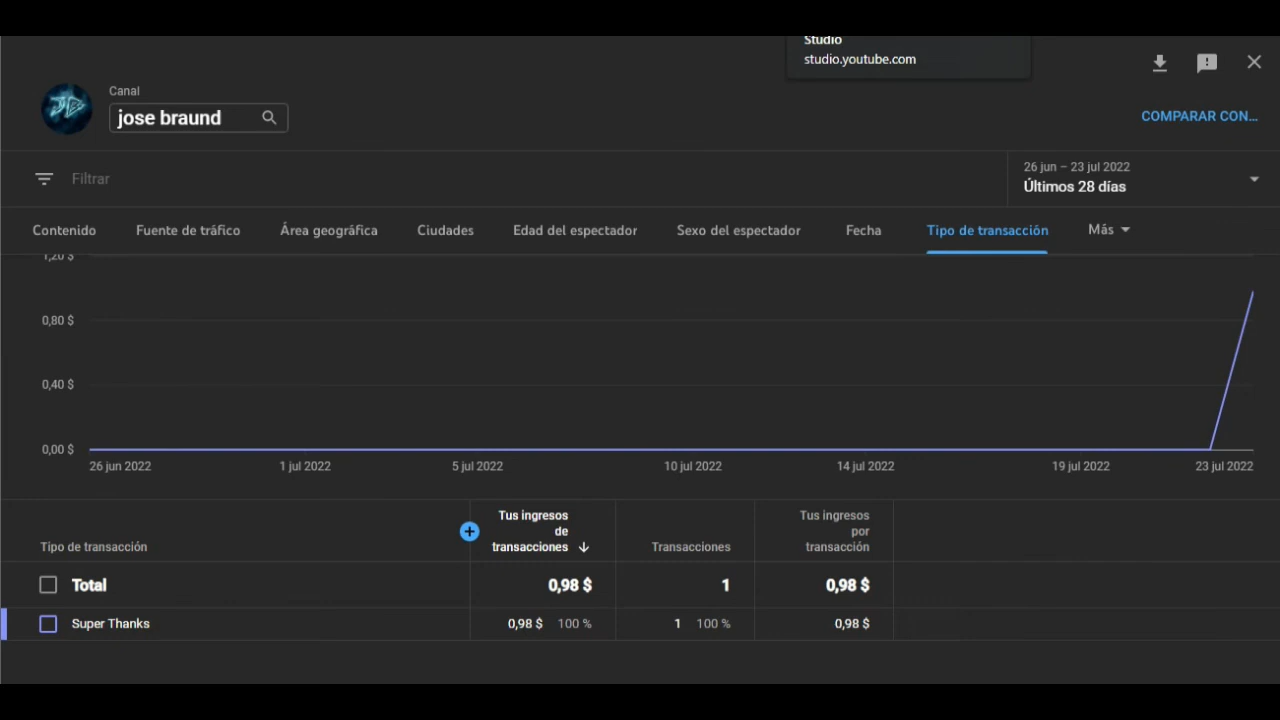 Studio
studio.youtube.com
Canal
jose braund
COMPARAR CON...
Filtrar
26 jun – 23 jul 2022
Últimos 28 días
Contenido Fuente de tráfico Área geográfica Ciudades Edad del espectador Sexo del espectador Fecha Tipo de transacción Más
1,20 $
0,80 $
0,40 $
0,00 $
26 jun 2022 1 jul 2022 5 jul 2022 10 jul 2022 14 jul 2022 19 jul 2022 23 jul 2022
Tipo de transacción
Tus ingresos
de
transacciones
Transacciones
Tus ingresos
por
transacción
Total 0,98 $ 1 0,98 $
Super Thanks 0,98 $ 100 % 1 100 % 0,98 $